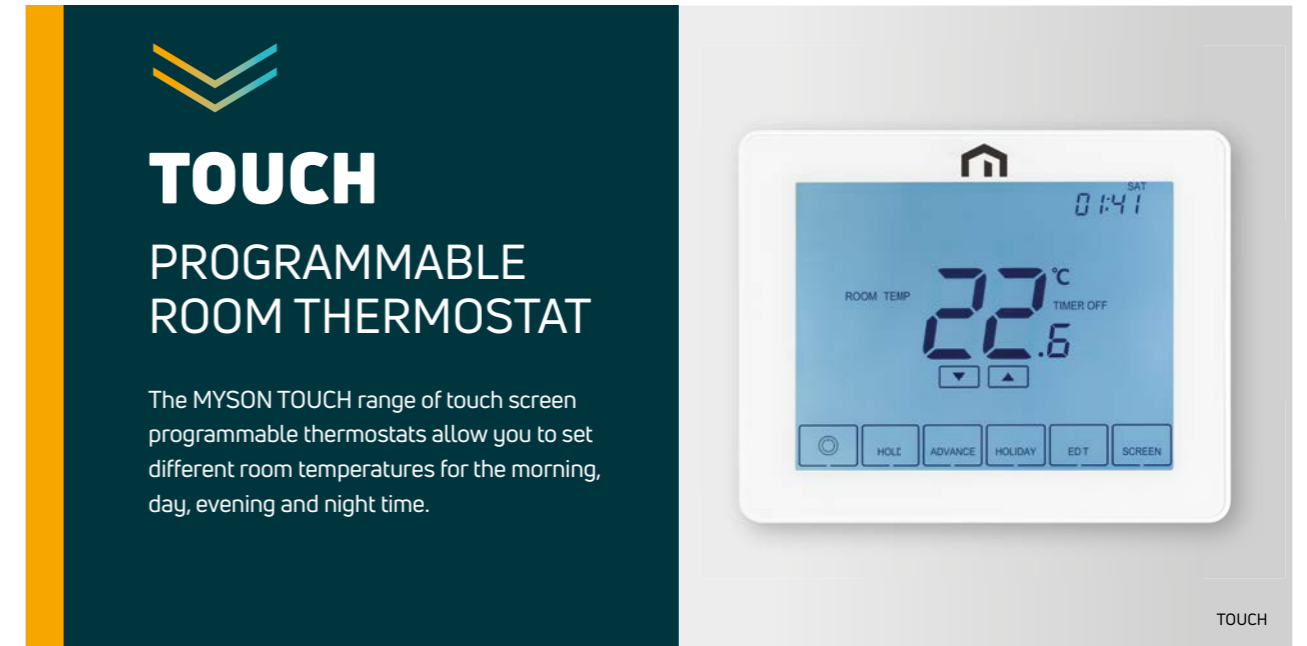 TOUCH
PROGRAMMABLE
ROOM THERMOSTAT
The MYSON TOUCH range of touch screen
programmable thermostats allow you to set
different room temperatures for the morning,
day, evening and night time.
SAT
01:41
ROOM TEMP
22.6
°C
TIMER OFF
HOLD
ADVANCE
HOLIDAY
EDIT
SCREEN
TOUCH